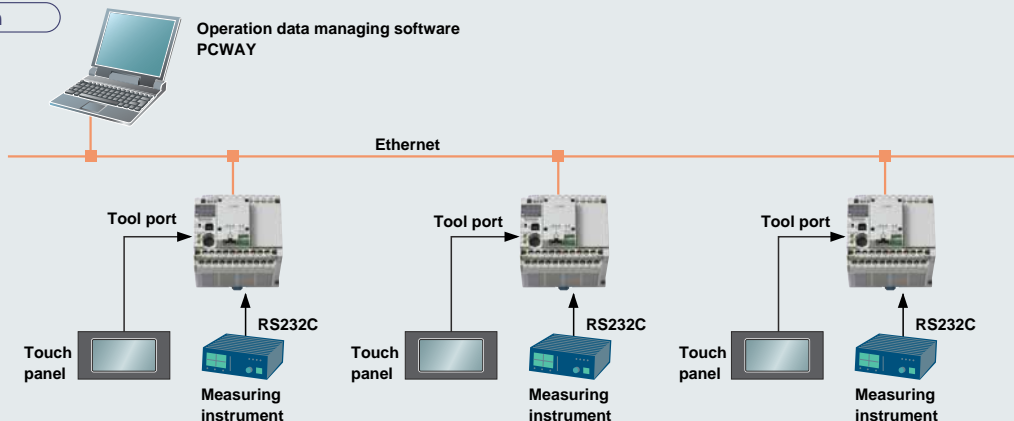 Operation data managing software
PCWAY
Ethernet
Tool port
Tool port
Tool port
RS232C
RS232C
RS232C
Touch
panel
Touch
panel
Touch
panel
Measuring
instrument
Measuring
instrument
Measuring
instrument